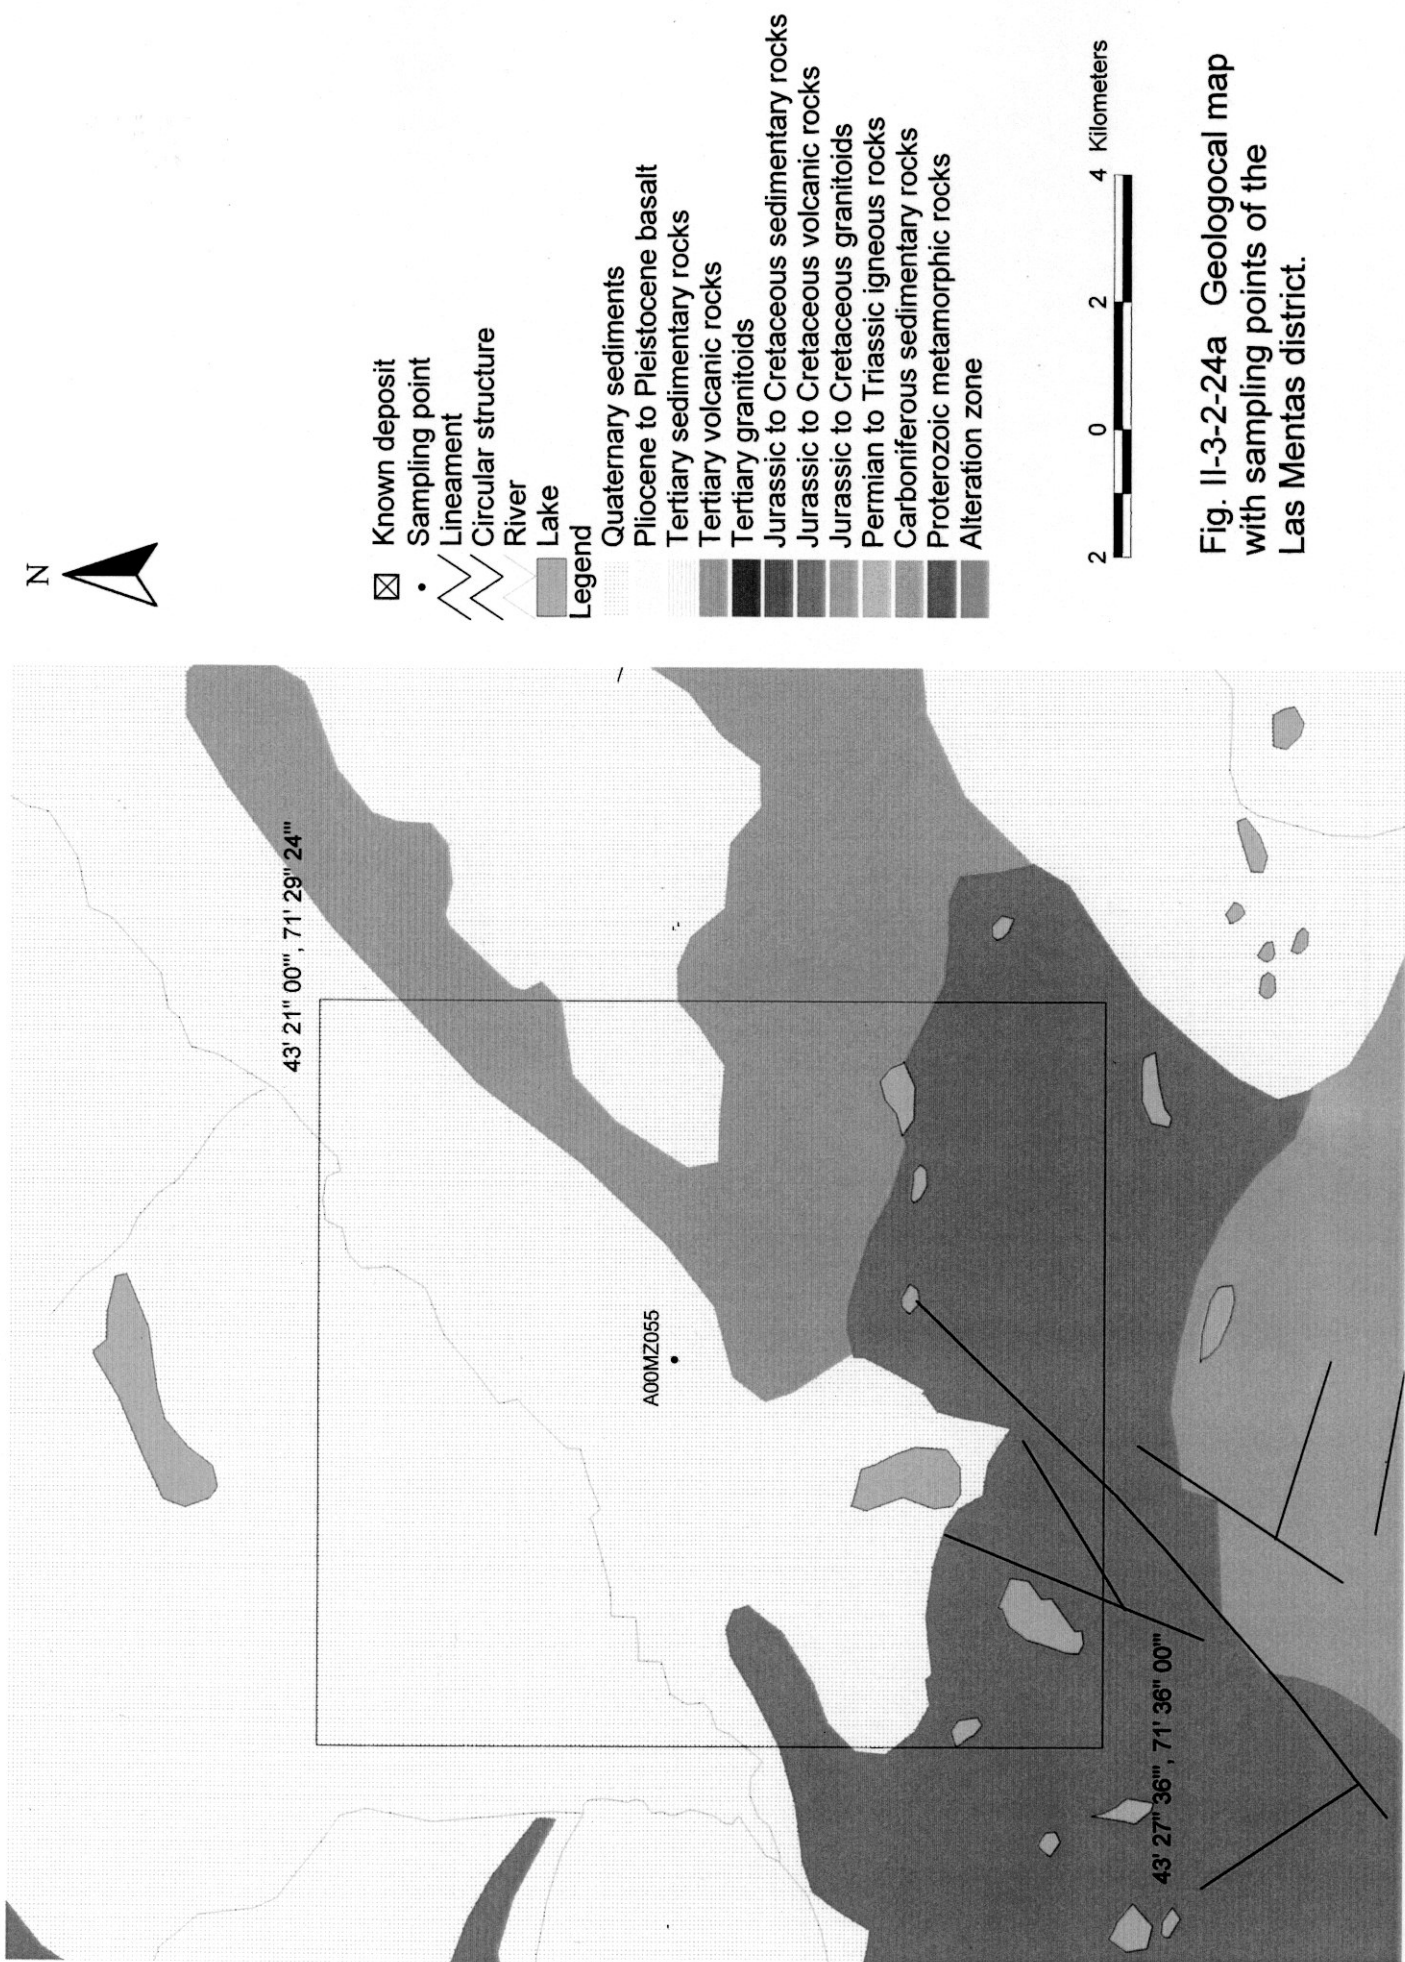 43' 21" 00"', 71' 29" 24"'
A00MZ055
43' 27" 36"', 71' 36" 00"'
N
Known deposit
Sampling point
Lineament
Circular structure
River
Lake
Legend
Quaternary sediments
Pliocene to Pleistocene basalt
Tertiary sedimentary rocks
Tertiary volcanic rocks
Tertiary granitoids
Jurassic to Cretaceous sedimentary rocks
Jurassic to Cretaceous volcanic rocks
Jurassic to Cretaceous granitoids
Permian to Triassic igneous rocks
Carboniferous sedimentary rocks
Proterozoic metamorphic rocks
Alteration zone
2 0 2 4 Kilometers
Fig. II-3-2-24a Geologocal map
with sampling points of the
Las Mentas district.